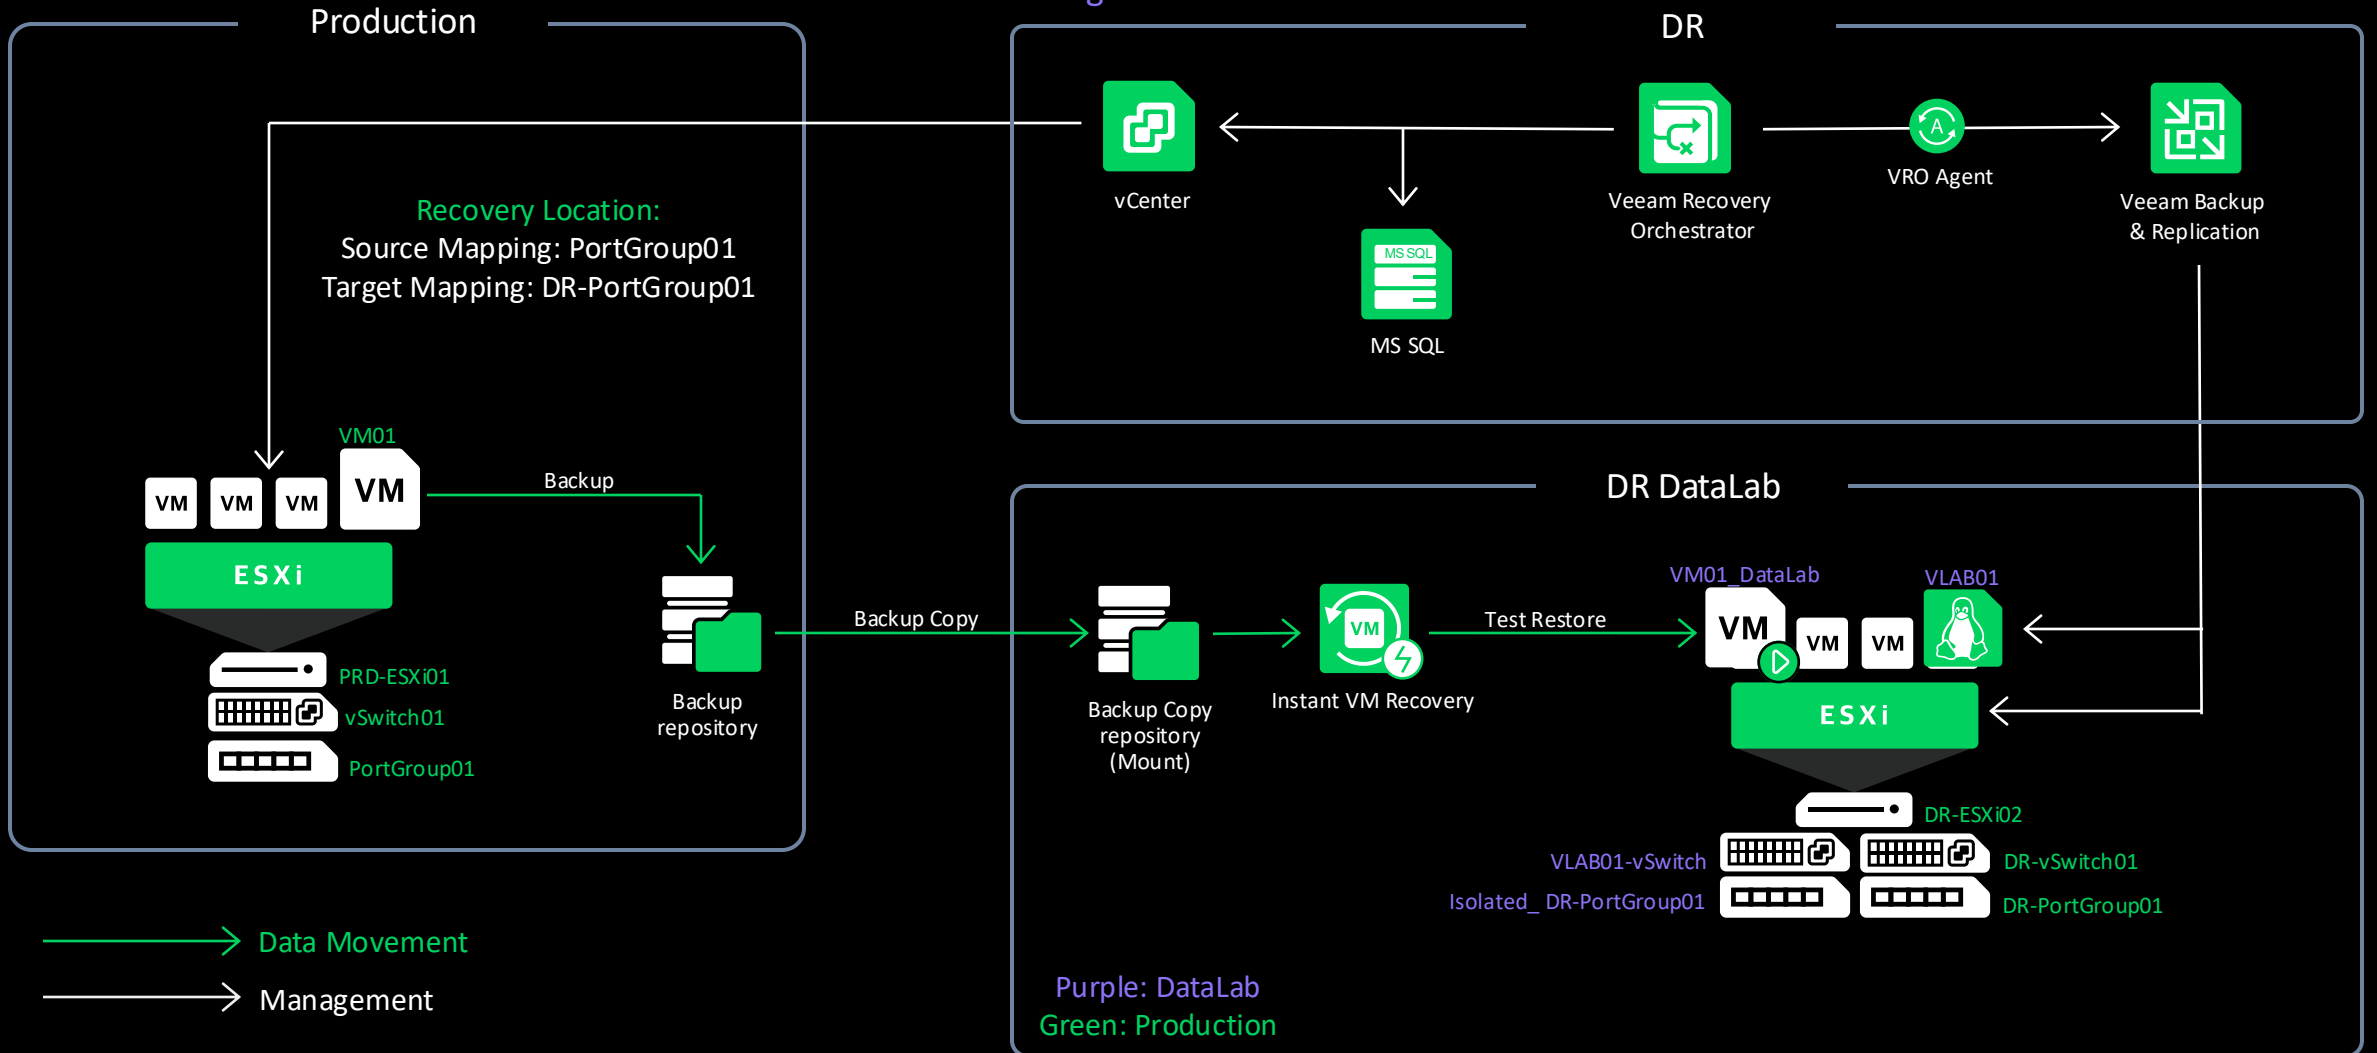 Production
g
DR
vCenter
Veeam Recovery
Orchestrator
A
VRO Agent
Veeam Backup
& Replication
MS SQL
MS SQL
Recovery Location:
Source Mapping: PortGroup01
Target Mapping: DR-PortGroup01
VM01
VM
VM
VM
VM
Backup
ESXi
PRD-ESXi01
vSwitch01
PortGroup01
Backup
repository
Backup Copy
DR DataLab
Backup Copy
repository
(Mount)
VM
Instant VM Recovery
Test Restore
VM01_DataLab
VLAB01
VM
VM
VM
ESXi
DR-ESXi02
VLAB01-vSwitch
DR-vSwitch01
Isolated_ DR-PortGroup01
DR-PortGroup01
Data Movement
Management
Purple: DataLab
Green: Production